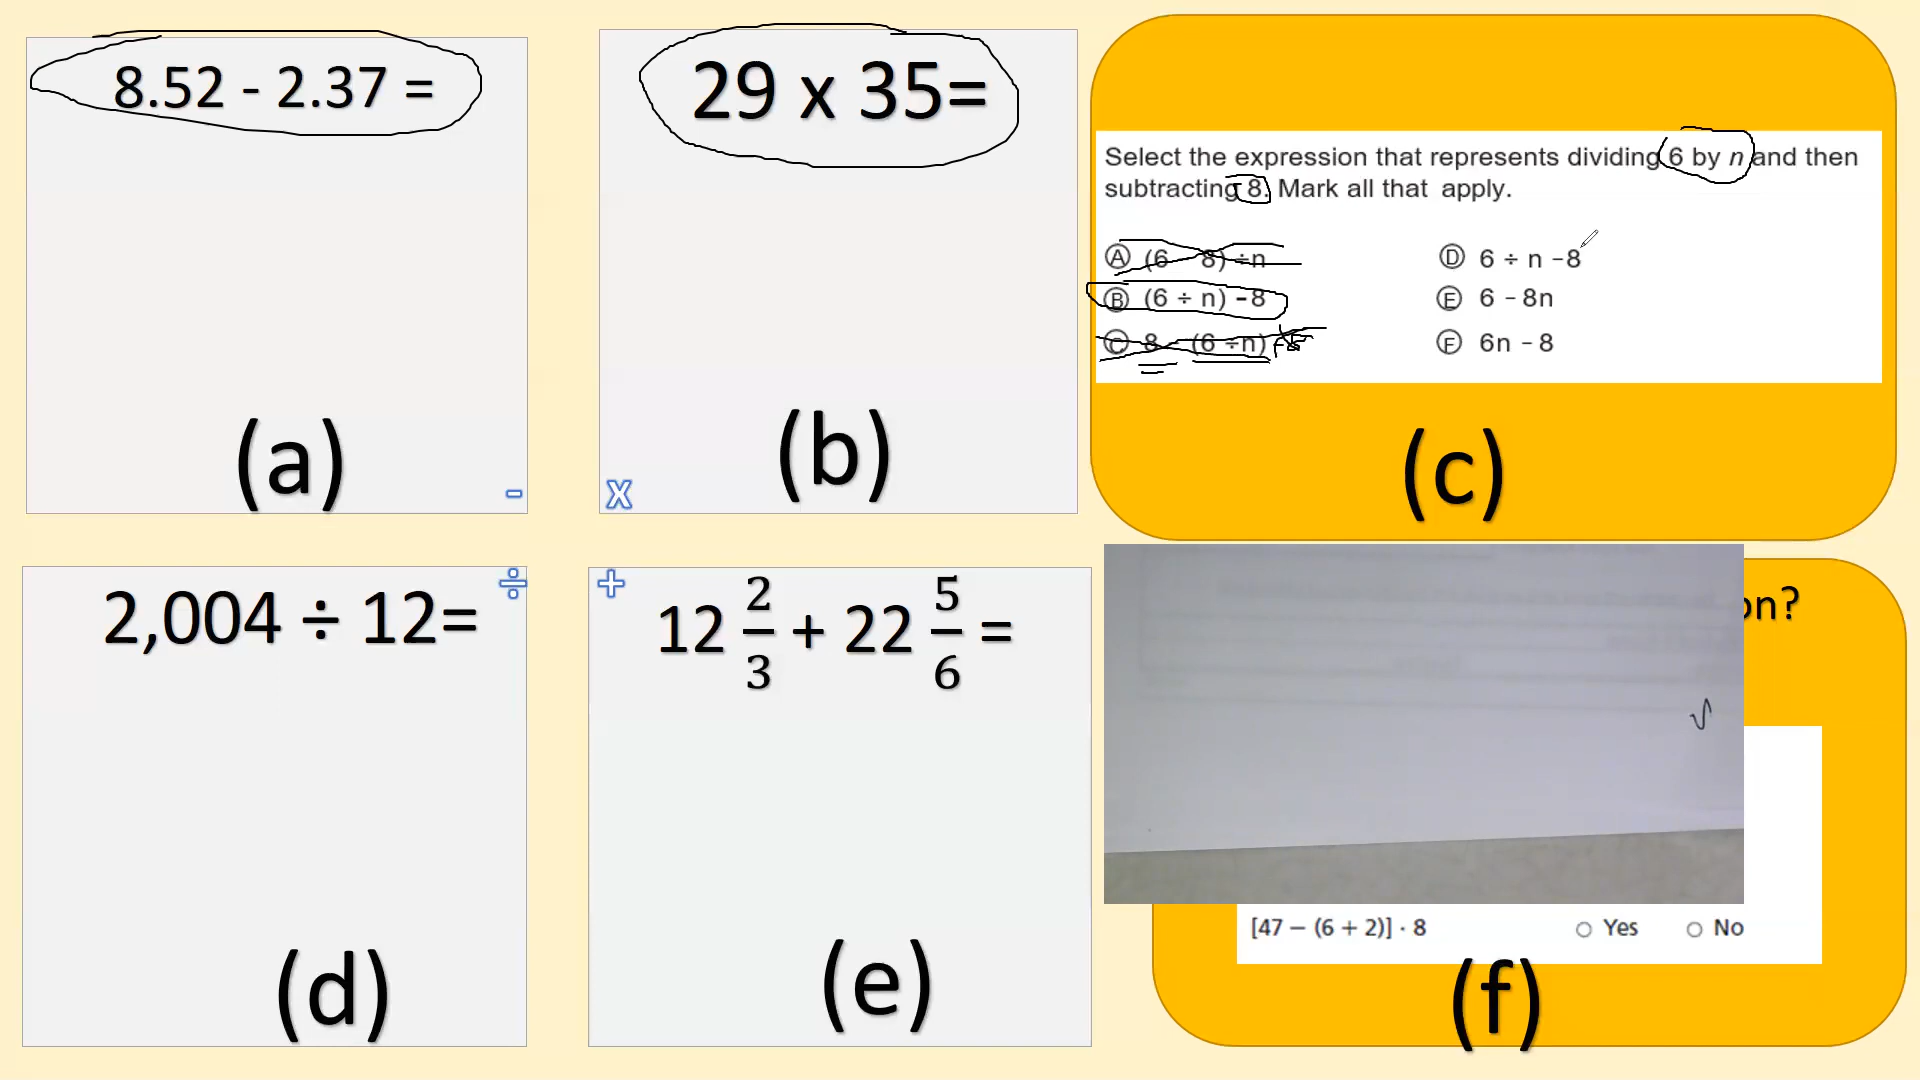 8.52 - 2.37 =
(a)
-
29 x 35=
(b)
x
Select the expression that represents dividing 6 by n and then
subtracting 8. Mark all that apply.
A (6 - 8) ÷n
B (6 ÷ n) -8
C 8 - (6 ÷n)
D 6 ÷ n -8
E 6 - 8n
F 6n - 8
(c)
2,004 ÷ 12=
÷
(d)
+
12 2/3 + 22 5/6 =
(e)
on?
[47 - (6 + 2)] · 8 Yes No
(f)